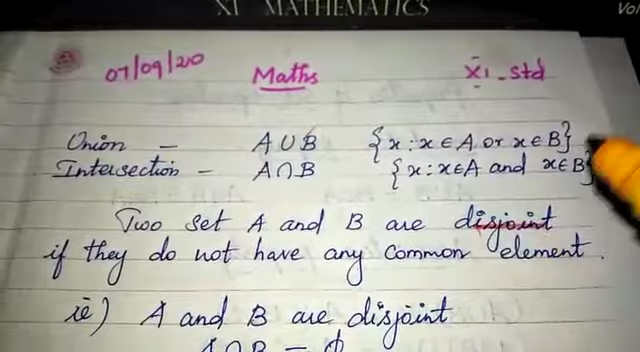 XI MATHEMATICS
Vol
07/09/20 Maths XI-std
Union - A ∪ B {x : x ∈ A or x ∈ B}
Intersection - A ∩ B {x : x ∈ A and x ∈ B}
Two set A and B are disjoint
if they do not have any common element.
ie) A and B are disjoint
A ∩ B = ϕ